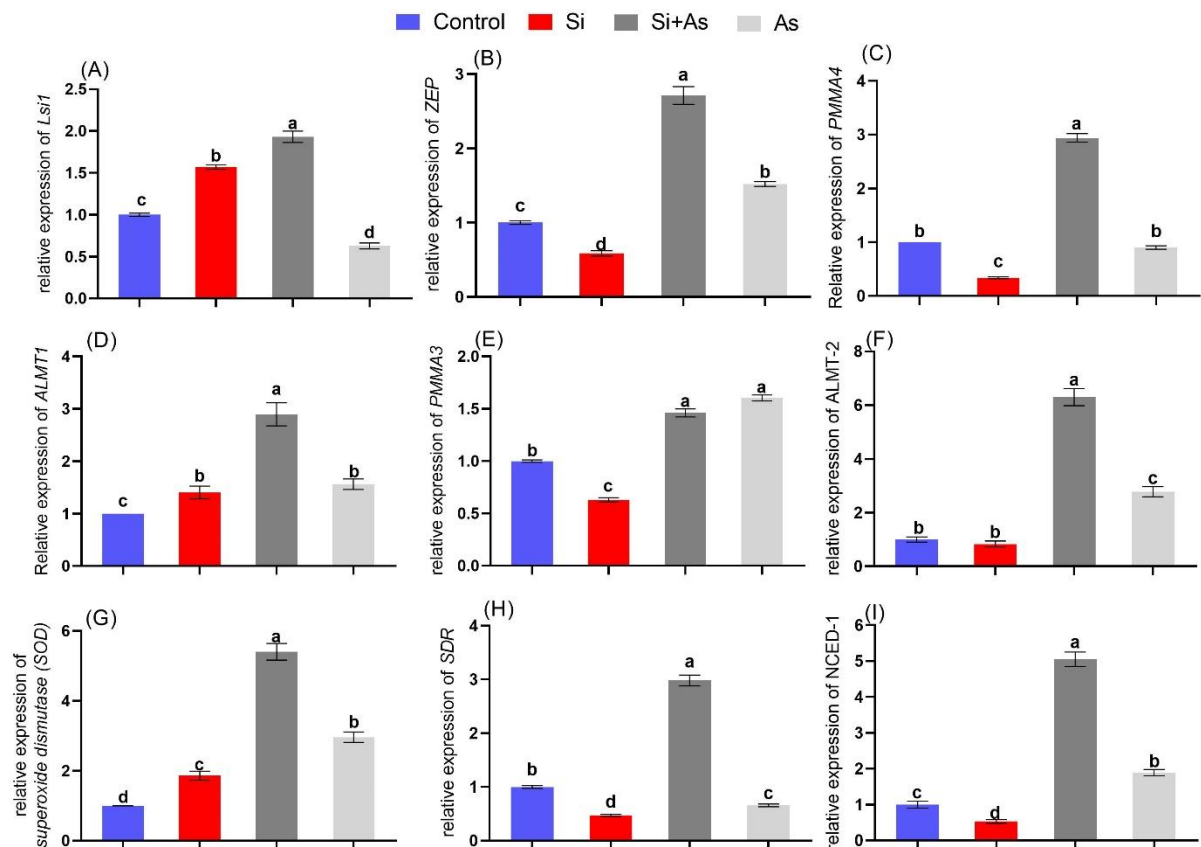 Control Si Si+As As
(A)
relative expression of Lsi1
2.5
2.0
1.5
1.0
0.5
0.0
c
b
a
d
(B)
relative expression of ZEP
3
2
1
0
c
d
a
b
(C)
Relative expression of PMMA4
4
3
2
1
0
b
c
a
b
(D)
Relative expression of ALMT1
4
3
2
1
0
c
b
a
b
(E)
relative expression of PMMA3
2.0
1.5
1.0
0.5
0.0
b
c
a
a
(F)
relative expression of ALMT-2
8
6
4
2
0
b
b
a
c
(G)
relative expression of
superoxide dismutase (SOD)
6
4
2
0
d
c
a
b
(H)
relative expression of SDR
4
3
2
1
0
b
d
a
c
(I)
relative expression of NCED-1
6
5
4
3
2
1
0
c
d
a
b